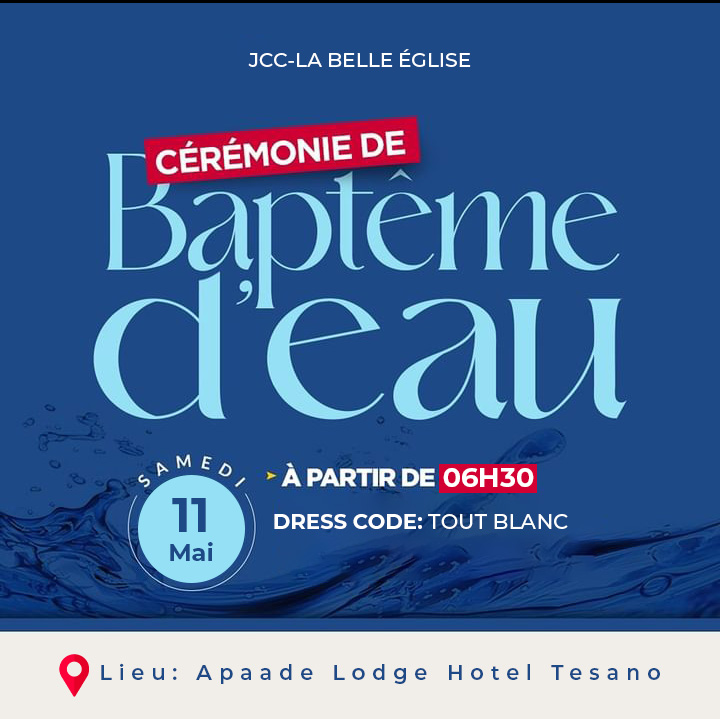 JCC-LA BELLE ÉGLISE
CÉRÉMONIE DE
Baptême
d'eau
SAMEDI
11
Mai
À PARTIR DE 06H30
DRESS CODE: TOUT BLANC
Lieu: Apaade Lodge Hotel Tesano